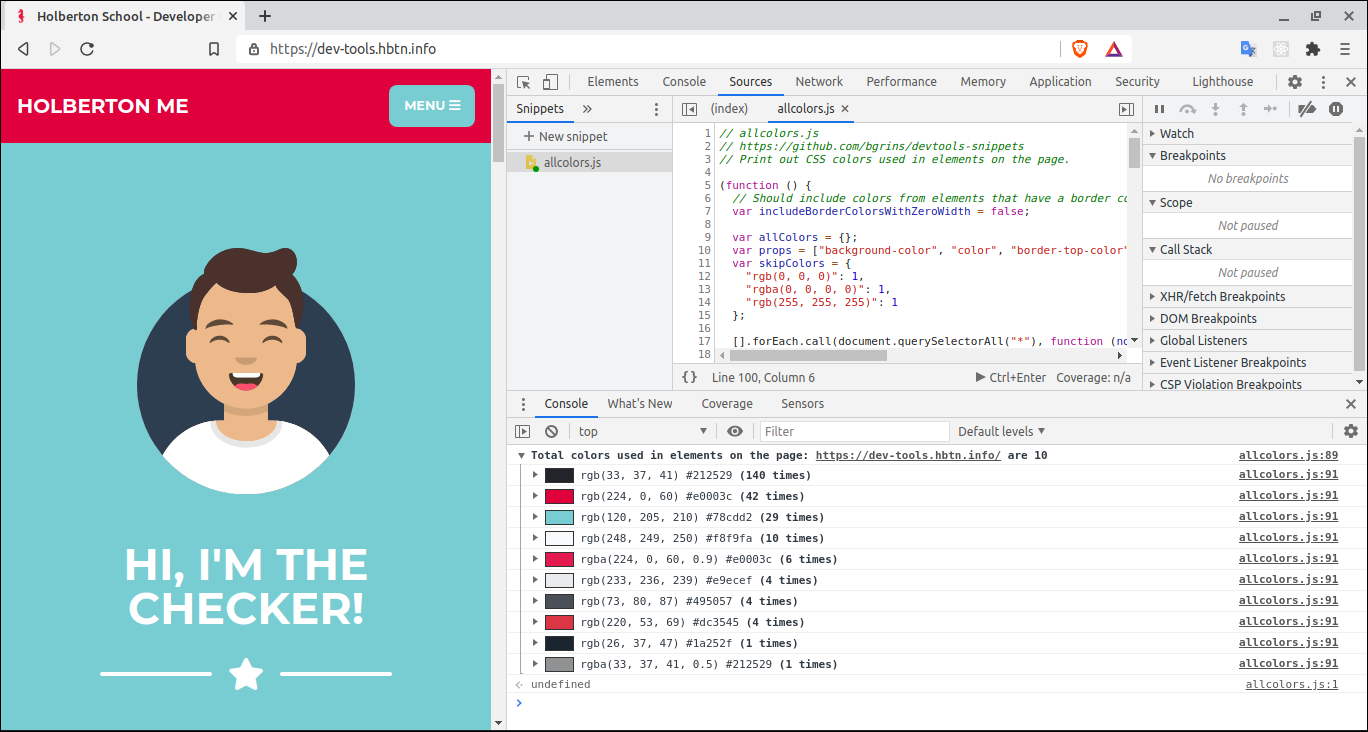 Holberton School - Developer
https://dev-tools.hbtn.info
HOLBERTON ME
MENU
HI, I'M THE
CHECKER!
Elements Console Sources Network Performance Memory Application Security Lighthouse
Snippets
New snippet
allcolors.js
(index) allcolors.js
1 // allcolors.js
2 // https://github.com/bgrins/devtools-snippets
3 // Print out CSS colors used in elements on the page.
4
5 (function () {
6 // Should include colors from elements that have a border co
7 var includeBorderColorsWithZeroWidth = false;
8
9 var allColors = {};
10 var props = ["background-color", "color", "border-top-color"
11 var skipColors = {
12 "rgb(0, 0, 0)": 1,
13 "rgba(0, 0, 0, 0)": 1,
14 "rgb(255, 255, 255)": 1
15 };
16
17 [].forEach.call(document.querySelectorAll("*"), function (no
18
{} Line 100, Column 6 Ctrl+Enter Coverage: n/a
Watch
Breakpoints
No breakpoints
Scope
Not paused
Call Stack
Not paused
XHR/fetch Breakpoints
DOM Breakpoints
Global Listeners
Event Listener Breakpoints
CSP Violation Breakpoints
Console What's New Coverage Sensors
top Filter Default levels
Total colors used in elements on the page: https://dev-tools.hbtn.info/ are 10 allcolors.js:89
rgb(33, 37, 41) #212529 (140 times) allcolors.js:91
rgb(224, 0, 60) #e0003c (42 times) allcolors.js:91
rgb(120, 205, 210) #78cdd2 (29 times) allcolors.js:91
rgb(248, 249, 250) #f8f9fa (10 times) allcolors.js:91
rgba(224, 0, 60, 0.9) #e0003c (6 times) allcolors.js:91
rgb(233, 236, 239) #e9ecef (4 times) allcolors.js:91
rgb(73, 80, 87) #495057 (4 times) allcolors.js:91
rgb(220, 53, 69) #dc3545 (4 times) allcolors.js:91
rgb(26, 37, 47) #1a252f (1 times) allcolors.js:91
rgba(33, 37, 41, 0.5) #212529 (1 times) allcolors.js:91
undefined allcolors.js:1